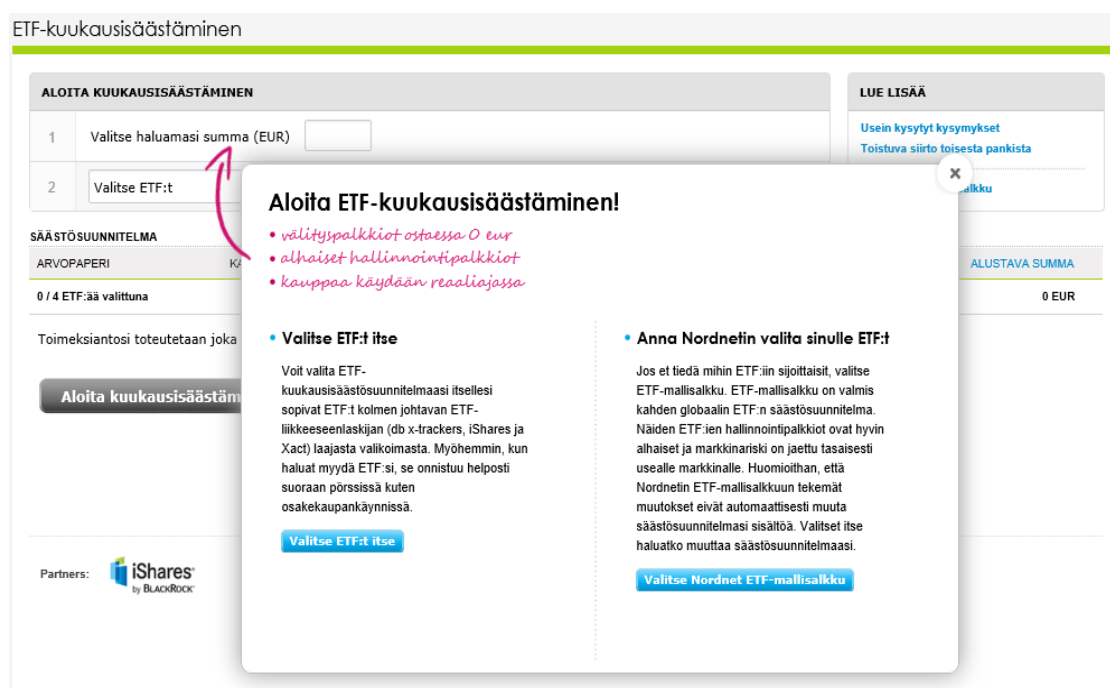 ETF-kuukausisäästäminen
ALOITA KUUKAUSISÄÄSTÄMINEN
1 Valitse haluamasi summa (EUR)
2 Valitse ETF:t
SÄÄSTÖSUUNNITELMA
ARVOPAPERI
ALUSTAVA SUMMA
0 / 4 ETF:ää valittuna
0 EUR
Toimeksiantosi toteutetaan joka
Aloita kuukausisäästäm
Partners: iShares
by BLACKROCK
LUE LISÄÄ
Usein kysytyt kysymykset
Toistuva siirto toisesta pankista
alkku
x
Aloita ETF-kuukausisäästäminen!
• välityspalkkiot ostaessa 0 eur
• alhaiset hallinnointipalkkiot
• kauppaa käydään reaaliajassa
• Valitse ETF:t itse
Voit valita ETF-
kuukausisäästösuunnitelmaasi itsellesi
sopivat ETF:t kolmen johtavan ETF-
liikkeeseenlaskijan (db x-trackers, iShares ja
Xact) laajasta valikoimasta. Myöhemmin, kun
haluat myydä ETF:si, se onnistuu helposti
suoraan pörssissä kuten
osakekaupankäynnissä.
Valitse ETF:t itse
• Anna Nordnetin valita sinulle ETF:t
Jos et tiedä mihin ETF:iin sijoittaisit, valitse
ETF-mallisalkku. ETF-mallisalkku on valmis
kahden globaalin ETF:n säästösuunnitelma.
Näiden ETF:ien hallinnointipalkkiot ovat hyvin
alhaiset ja markkinariski on jaettu tasaisesti
usealle markkinalle. Huomioithan, että
Nordnetin ETF-mallisalkkuun tekemät
muutokset eivät automaattisesti muuta
säästösuunnitelmasi sisältöä. Valitset itse
haluatko muuttaa säästösuunnitelmaasi.
Valitse Nordnet ETF-mallisalkku